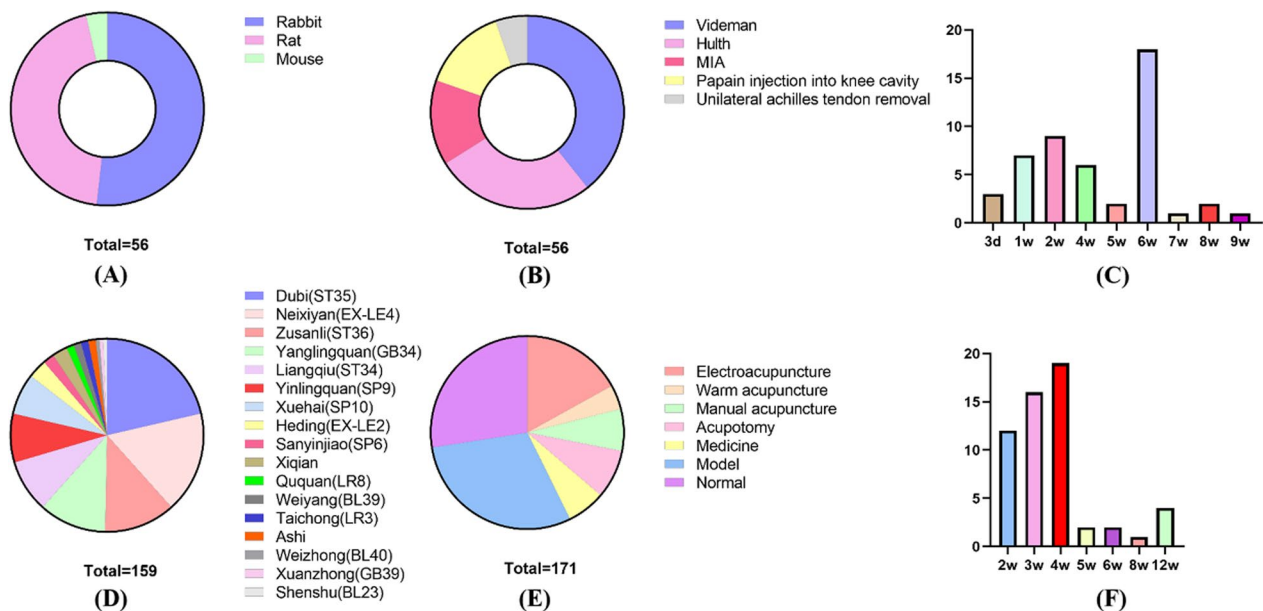 Rabbit
Rat
Mouse
Total=56
(A)
Videman
Hulth
MIA
Papain injection into knee cavity
Unilateral achilles tendon removal
Total=56
(B)
20
15
10
5
0
3d 1w 2w 4w 5w 6w 7w 8w 9w
(C)
Dubi(ST35)
Neixiyan(EX-LE4)
Zusanli(ST36)
Yanglingquan(GB34)
Liangqiu(ST34)
Yinlingquan(SP9)
Xuehai(SP10)
Heding(EX-LE2)
Sanyinjiao(SP6)
Xiqian
Ququan(LR8)
Weiyang(BL39)
Taichong(LR3)
Ashi
Weizhong(BL40)
Xuanzhong(GB39)
Shenshu(BL23)
Total=159
(D)
Electroacupuncture
Warm acupuncture
Manual acupuncture
Acupotomy
Medicine
Model
Normal
Total=171
(E)
20
15
10
5
0
2w 3w 4w 5w 6w 8w 12w
(F)